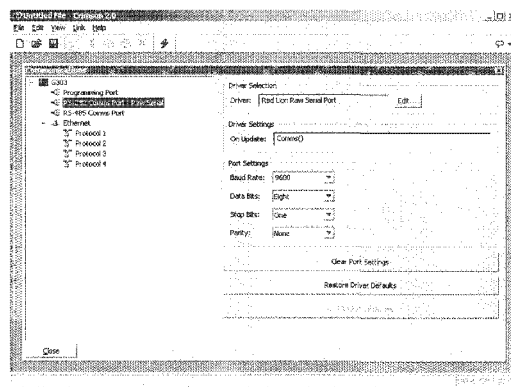 Untitled File - Crimson 2.0
File Edit View Link Help
G303
Programming Port
RS-232 Comms Port - Raw Serial
RS-485 Comms Port
Ethernet
Protocol 1
Protocol 2
Protocol 3
Protocol 4
Driver Selection
Driver: Red Lion Raw Serial Port Edit...
Driver Settings
On Update: Comms()
Port Settings
Baud Rate: 9600
Data Bits: Eight
Stop Bits: One
Parity: None
Clear Port Settings
Restore Driver Defaults
Close